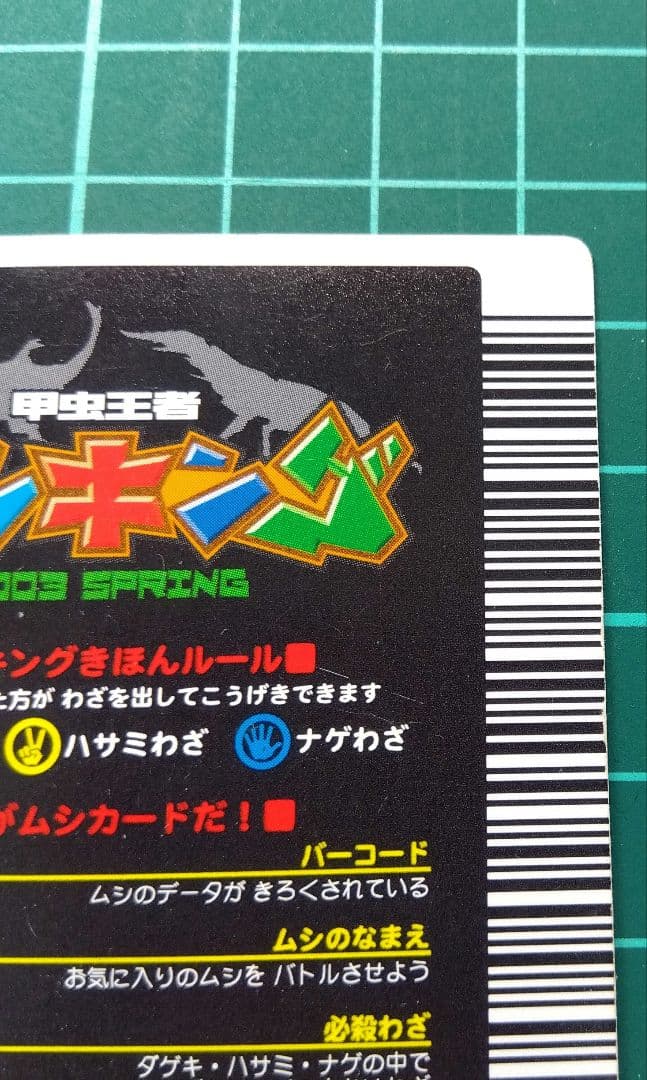 甲虫王者
ンキング
003 SPRING
キングきほんルール■
た方が わざを出してこうげきできます
ハサミわざ ナゲわざ
がムシカードだ！■
バーコード
ムシのデータが きろくされている
ムシのなまえ
お気に入りのムシを バトルさせよう
必殺わざ
ダゲキ・ハサミ・ナゲの中で